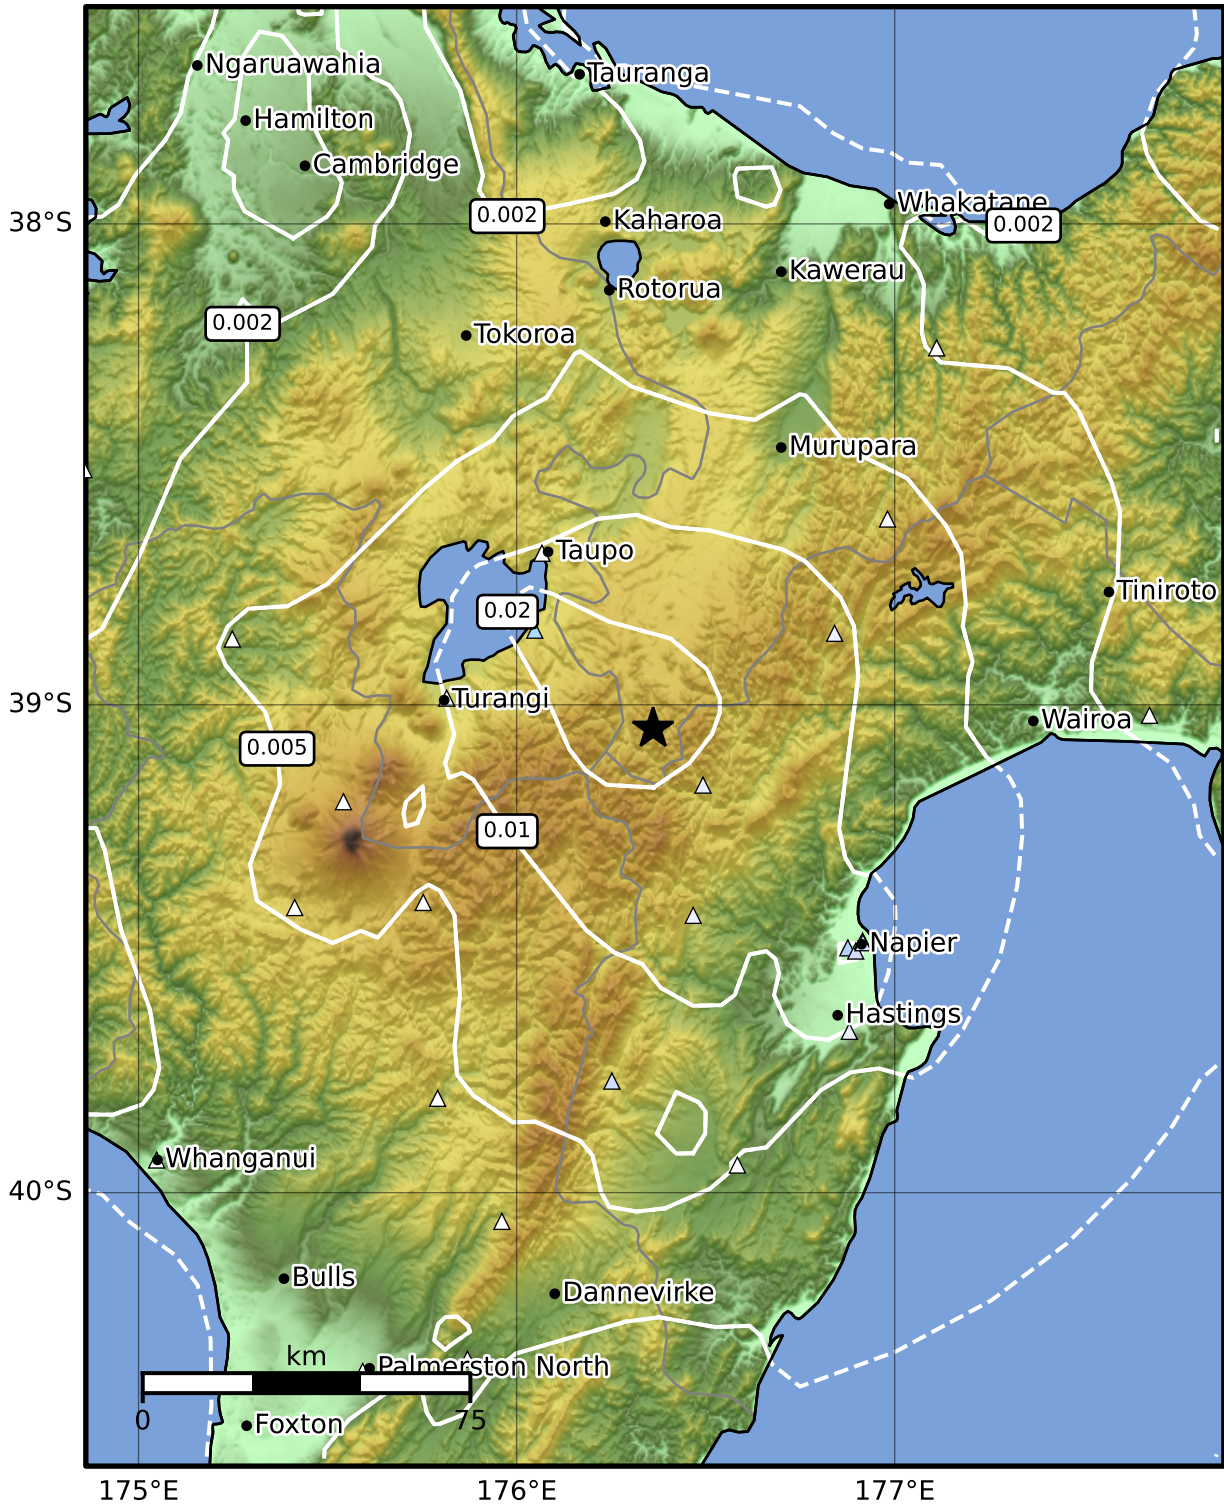 Ngaruawahia
Tauranga
Hamilton
Cambridge
Whakatane
0.002
Kaharoa
0.002
38°S
Kawerau
Rotorua
0.002
Tokoroa
Murupara
Taupo
Tiniroto
0.02
Turangi
39°S
Wairoa
0.005
0.01
Napier
Hastings
Whanganui
40°S
Bulls
Dannevirke
km
Palmerston North
0
75
Foxton
175°E
176°E
177°E